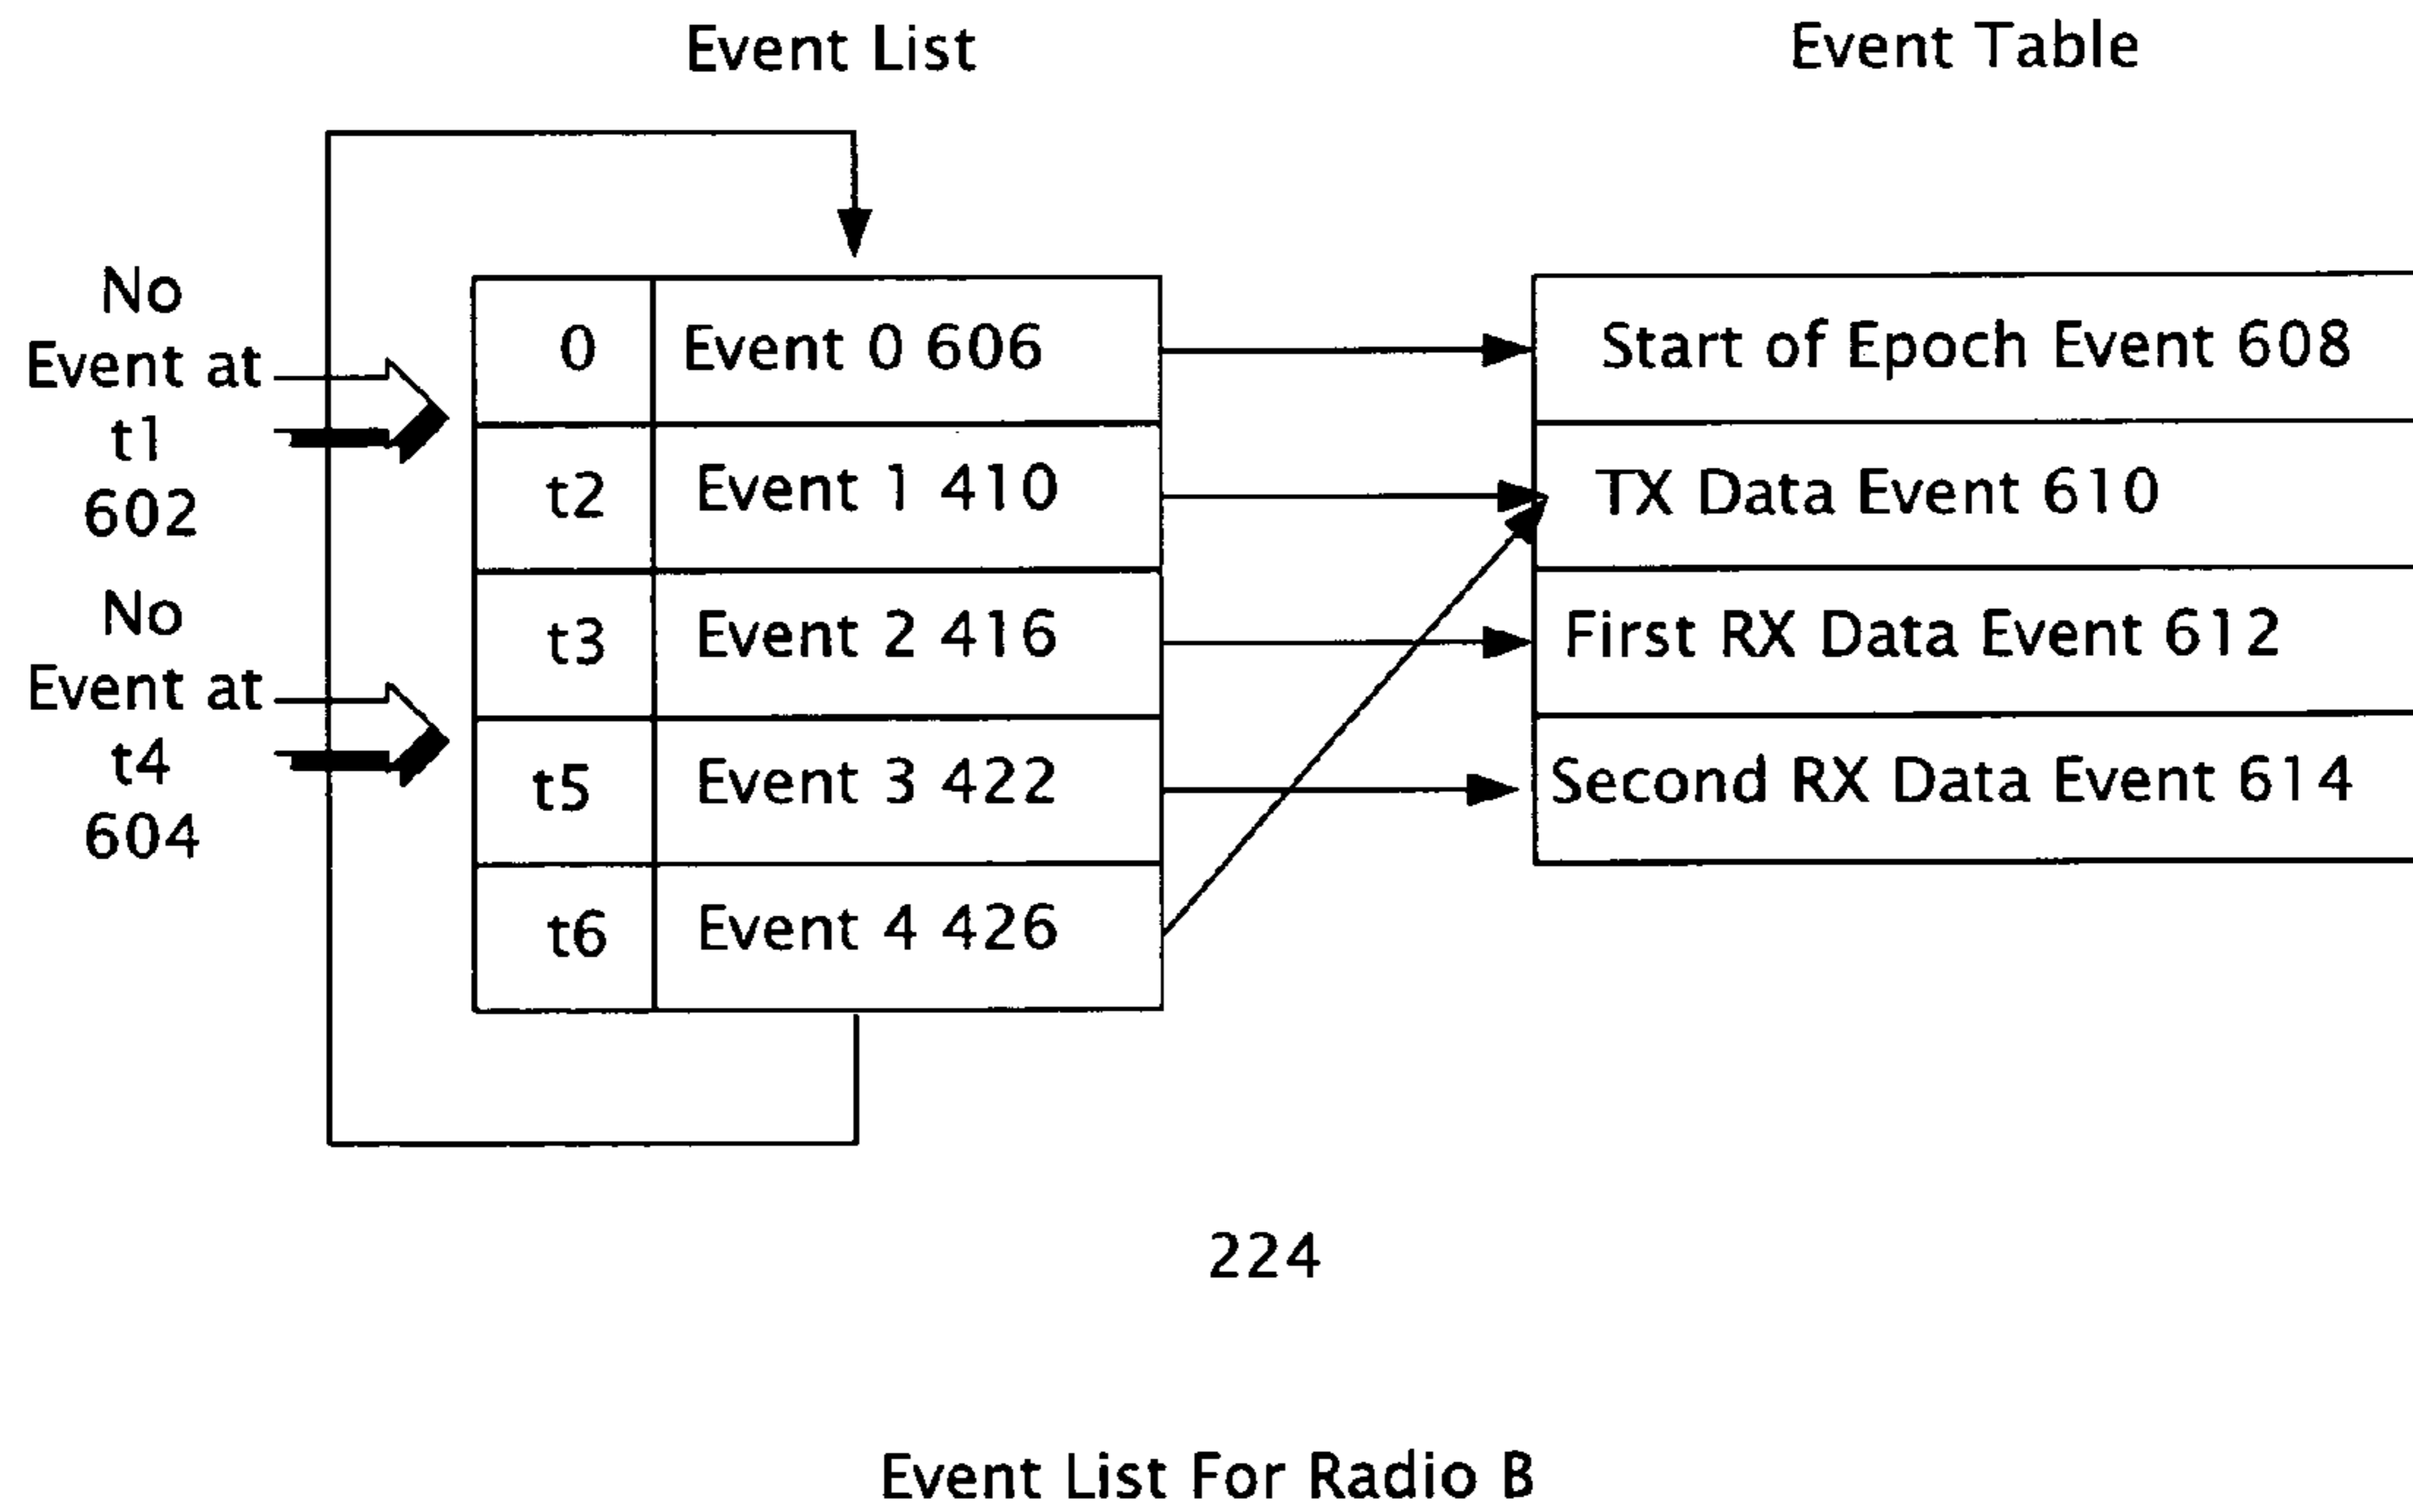 Event List
Event Table
No
Event at
t1
602
No
Event at
t4
604
0
Event 0 606
t2
Event 1 410
t3
Event 2 416
t5
Event 3 422
t6
Event 4 426
Start of Epoch Event 608
TX Data Event 610
First RX Data Event 612
Second RX Data Event 614
224
Event List For Radio B